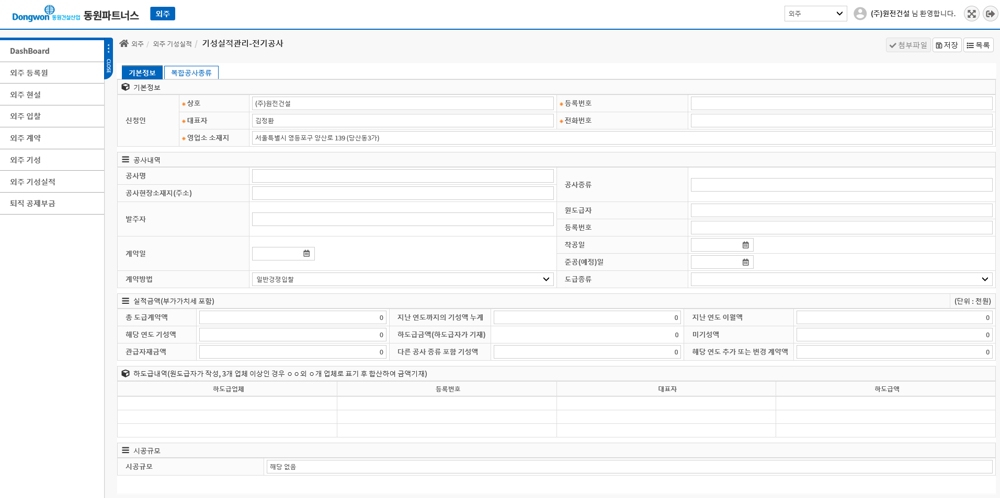 Dongwon 동원건설산업 동원파트너스 외주
외주 (주)원전건설 님 환영합니다.
DashBoard
외주 등록원
외주 현설
외주 입찰
외주 계약
외주 기성
외주 기성실적
퇴직 공제부금
CLOSE
외주 / 외주 기성실적 / 기성실적관리-전기공사
첨부파일 저장 목록
기본정보 복합공사종류
기본정보
신청인
* 상호 (주)원전건설 * 등록번호
* 대표자 김정환 * 전화번호
* 영업소 소재지 서울특별시 영등포구 양산로 139 (당산동3가)
공사내역
공사명
공사종류
공사현장소재지(주소)
발주자
원도급자
등록번호
계약일
착공일
준공(예정)일
계약방법 일반경쟁입찰 도급종류
실적금액(부가가치세 포함) (단위 : 천원)
총 도급계약액 0 지난 연도까지의 기성액 누계 0 지난 연도 이월액 0
해당 연도 기성액 0 하도급금액(하도급자가 기재) 0 미기성액 0
관급자재금액 0 다른 공사 종류 포함 기성액 0 해당 연도 추가 또는 변경 계약액 0
하도급내역(원도급자가 작성, 3개 업체 이상인 경우 ㅇㅇ외 ㅇ개 업체로 표기 후 합산하여 금액기재)
하도급업체 등록번호 대표자 하도급액
시공규모
시공규모 해당 없음